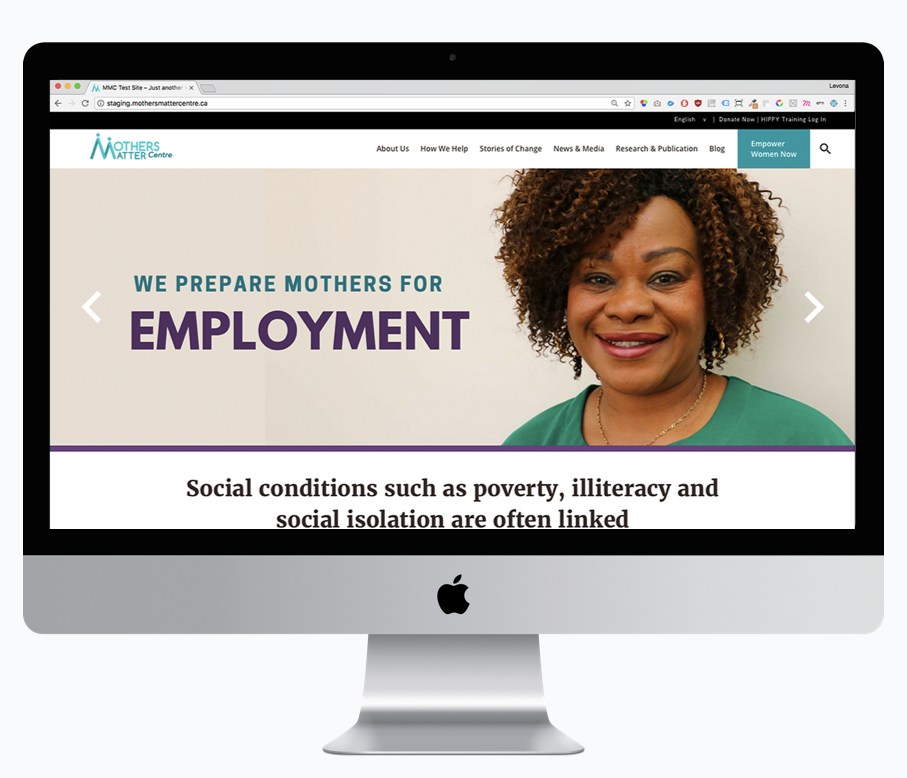 MMC Test Site – Just another
Levona
staging.mothersmattercentre.ca
English v | Donate Now | HIPPY Training Log In
MOTHERS
MATTER Centre
About Us How We Help Stories of Change News & Media Research & Publication Blog
Empower
Women Now
WE PREPARE MOTHERS FOR
EMPLOYMENT
Social conditions such as poverty, illiteracy and
social isolation are often linked